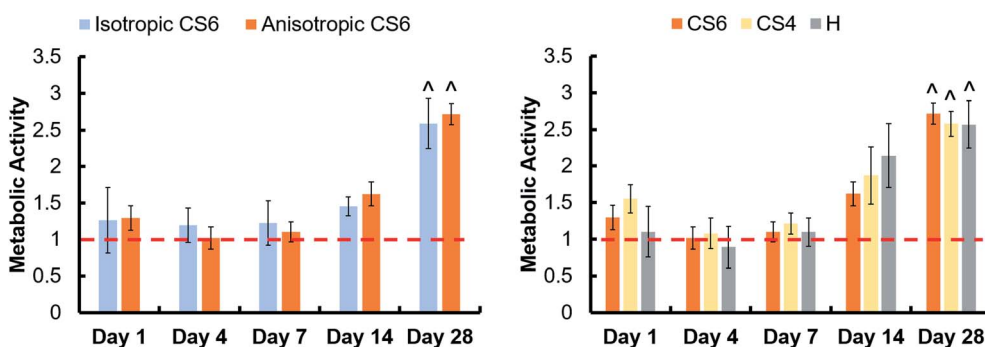 Isotropic CS6 Anisotropic CS6
Metabolic Activity
3.5
3
2.5
2
1.5
1
0.5
0
^ ^
Day 1 Day 4 Day 7 Day 14 Day 28
CS6 CS4 H
Metabolic Activity
3.5
3
2.5
2
1.5
1
0.5
0
^ ^ ^
Day 1 Day 4 Day 7 Day 14 Day 28